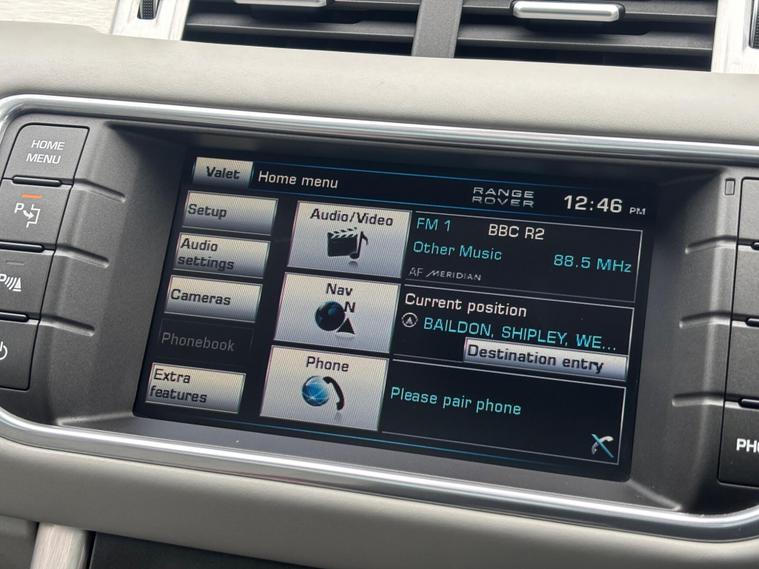 HOME
MENU
Valet
Home menu
RANGE
ROVER
12:46 PM
Setup
Audio
settings
Cameras
Phonebook
Extra
features
Audio/Video
FM 1
BBC R2
Other Music
88.5 MHz
AF MERIDIAN
Nav
N
Current position
BAILDON, SHIPLEY, WE...
Destination entry
Phone
Please pair phone
P
P